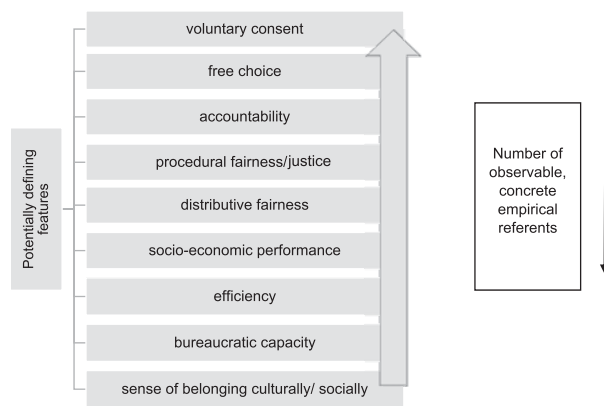 voluntary consent
free choice
accountability
procedural fairness/justice
distributive fairness
socio-economic performance
efficiency
bureaucratic capacity
sense of belonging culturally/ socially
Potentially defining
features
Number of
observable,
concrete
empirical
referents